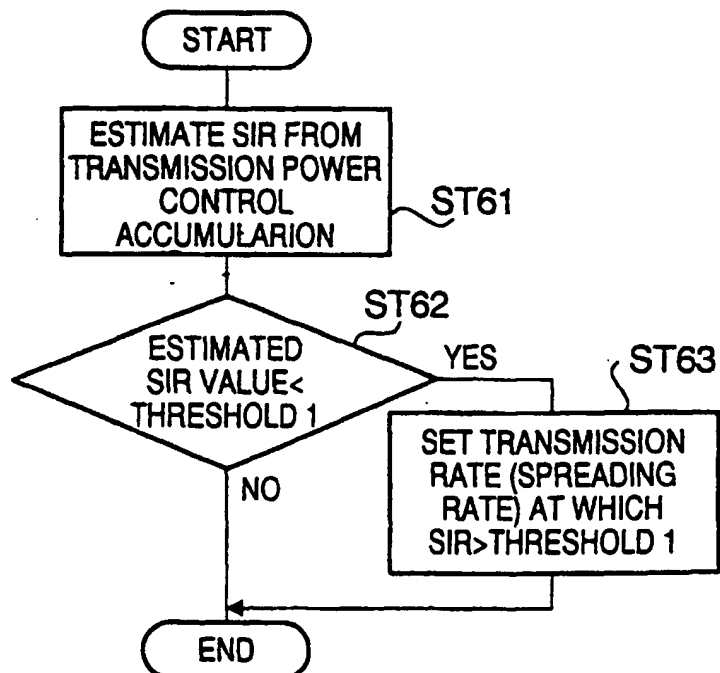 START
ESTIMATE SIR FROM
TRANSMISSION POWER
CONTROL
ACCUMULARION
ST61
ST62
ESTIMATED
SIR VALUE<
THRESHOLD 1
YES
ST63
SET TRANSMISSION
RATE (SPREADING
RATE) AT WHICH
SIR>THRESHOLD 1
NO
END